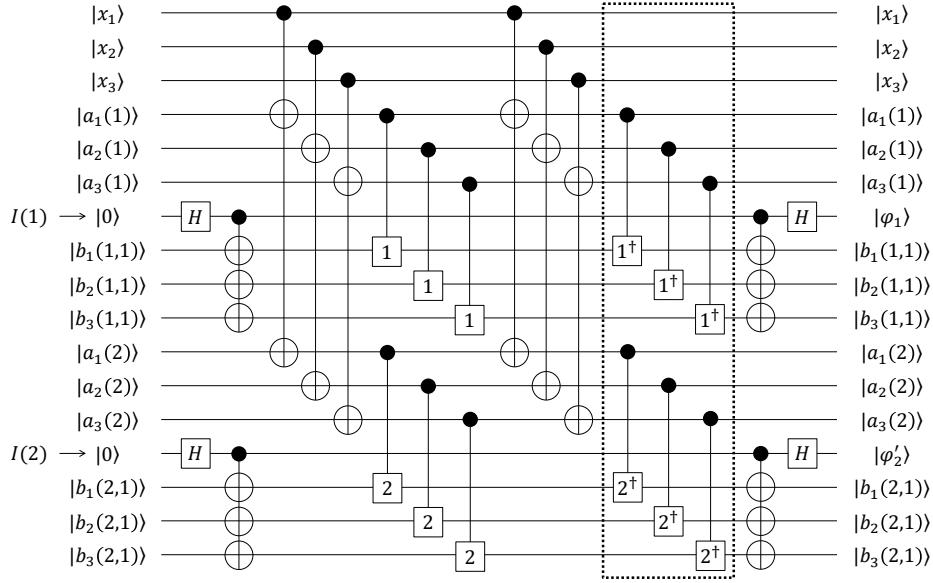 |x₁⟩ |x₁⟩
|x₂⟩ |x₂⟩
|x₃⟩ |x₃⟩
|a₁(1)⟩ |a₁(1)⟩
|a₂(1)⟩ |a₂(1)⟩
|a₃(1)⟩ |a₃(1)⟩
I(1) → |0⟩ H H |φ₁⟩
|b₁(1,1)⟩ 1 1† |b₁(1,1)⟩
|b₂(1,1)⟩ 1 1† |b₂(1,1)⟩
|b₃(1,1)⟩ 1 1† |b₃(1,1)⟩
|a₁(2)⟩ |a₁(2)⟩
|a₂(2)⟩ |a₂(2)⟩
|a₃(2)⟩ |a₃(2)⟩
I(2) → |0⟩ H H |φ′₂⟩
|b₁(2,1)⟩ 2 2† |b₁(2,1)⟩
|b₂(2,1)⟩ 2 2† |b₂(2,1)⟩
|b₃(2,1)⟩ 2 2† |b₃(2,1)⟩